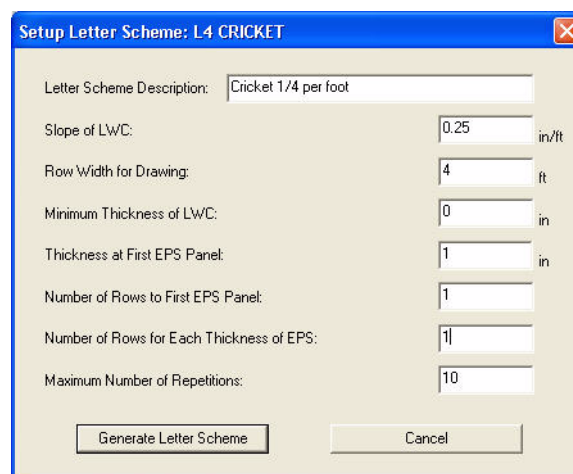 Setup Letter Scheme: L4 CRICKET
Letter Scheme Description: Cricket 1/4 per foot
Slope of LWC: 0.25 in/ft
Row Width for Drawing: 4 ft
Minimum Thickness of LWC: 0 in
Thickness at First EPS Panel: 1 in
Number of Rows to First EPS Panel: 1
Number of Rows for Each Thickness of EPS: 1
Maximum Number of Repetitions: 10
Generate Letter Scheme Cancel